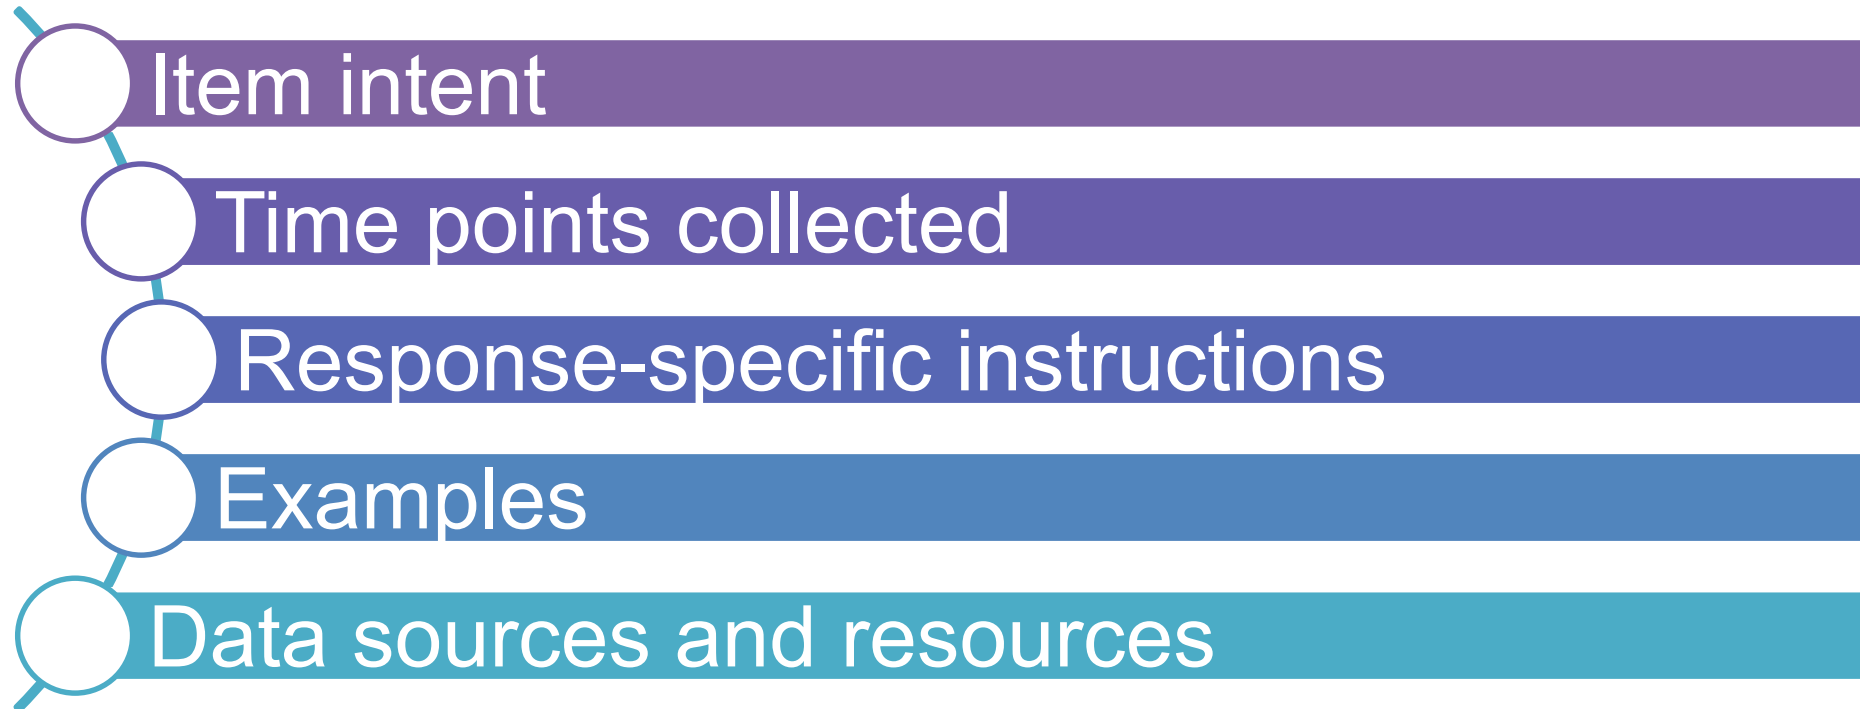 Item intent
Time points collected
Response-specific instructions
Examples
Data sources and resources